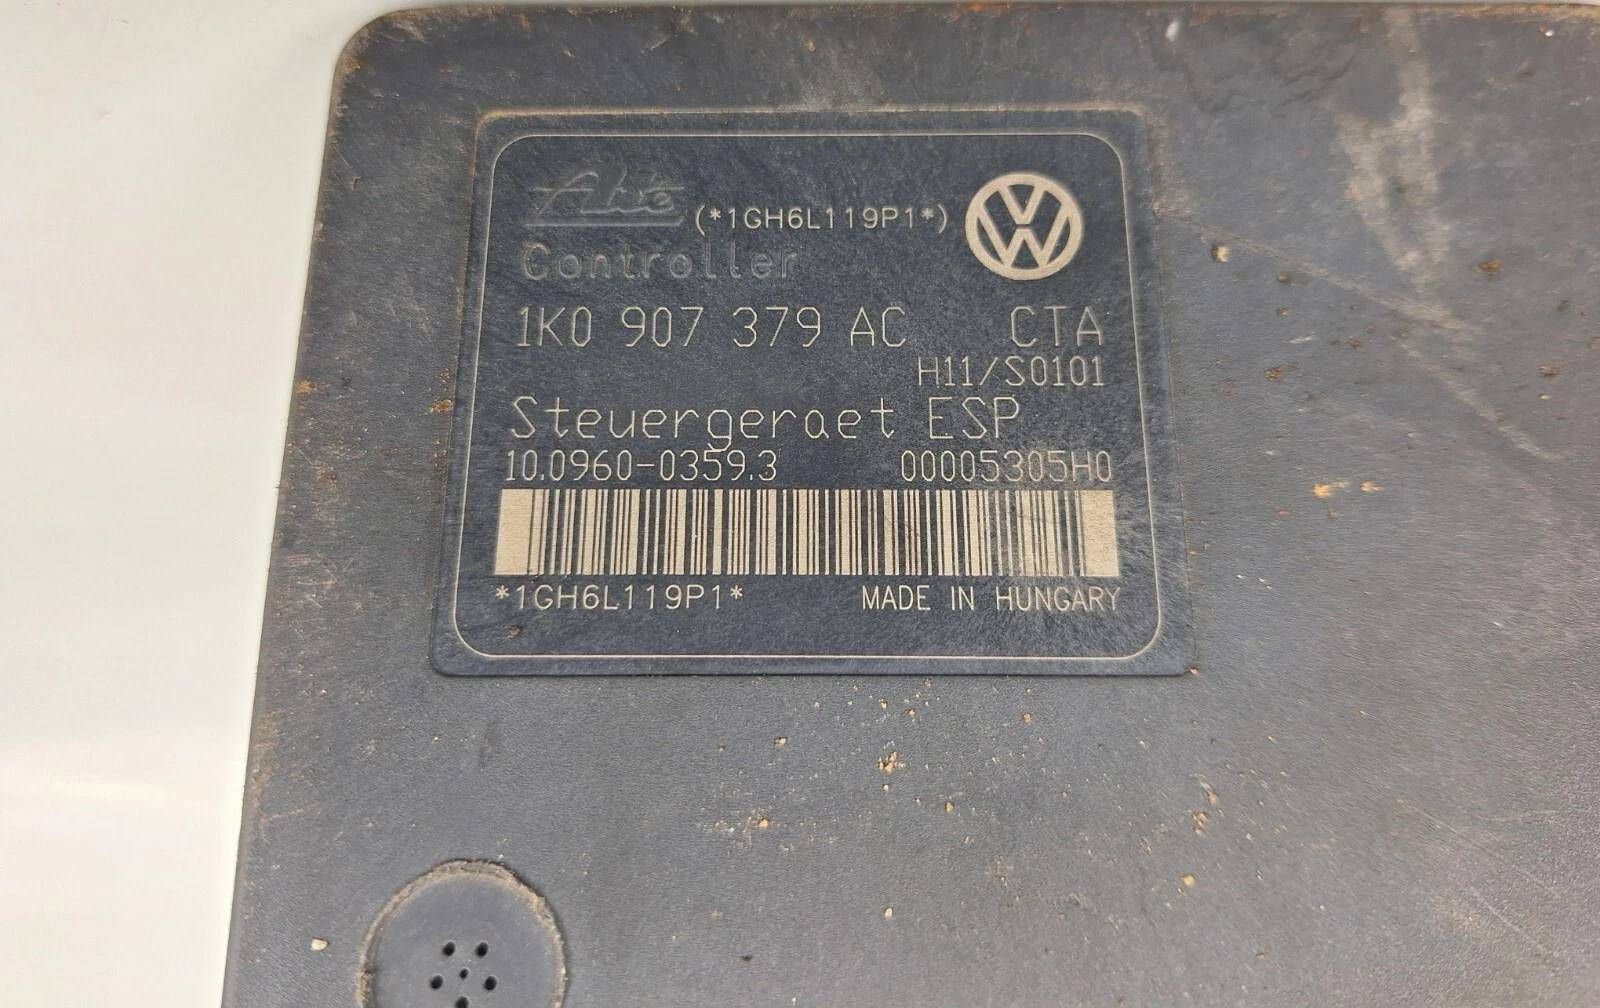 Ate (*1GH6L119P1*)
Controller
1K0 907 379 AC CTA
H11/S0101
Steuergeraet ESP
10.0960-0359.3 00005305H0
*1GH6L119P1* MADE IN HUNGARY